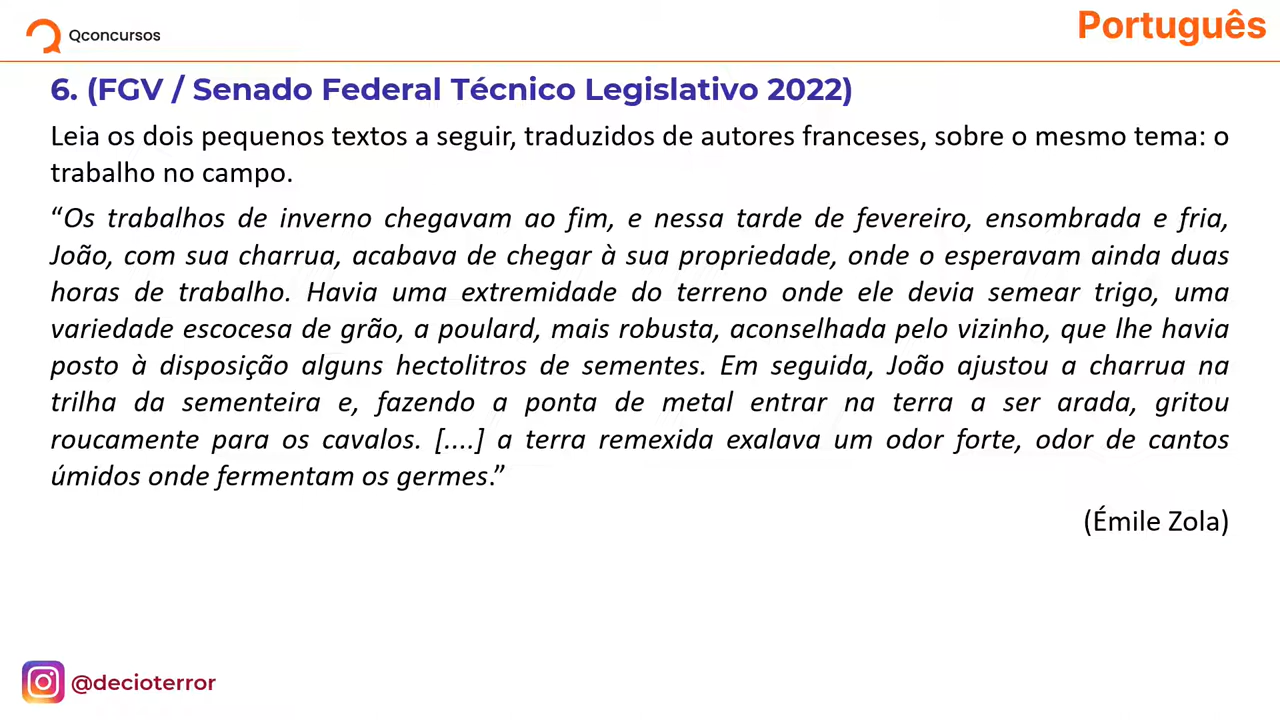 Qconcursos
Português
6. (FGV / Senado Federal Técnico Legislativo 2022)
Leia os dois pequenos textos a seguir, traduzidos de autores franceses, sobre o mesmo tema: o
trabalho no campo.
“Os trabalhos de inverno chegavam ao fim, e nessa tarde de fevereiro, ensombrada e fria,
João, com sua charrua, acabava de chegar à sua propriedade, onde o esperavam ainda duas
horas de trabalho. Havia uma extremidade do terreno onde ele devia semear trigo, uma
variedade escocesa de grão, a poulard, mais robusta, aconselhada pelo vizinho, que lhe havia
posto à disposição alguns hectolitros de sementes. Em seguida, João ajustou a charrua na
trilha da sementeira e, fazendo a ponta de metal entrar na terra a ser arada, gritou
roucamente para os cavalos. [....] a terra remexida exalava um odor forte, odor de cantos
úmidos onde fermentam os germes.”
(Émile Zola)
@decioterror